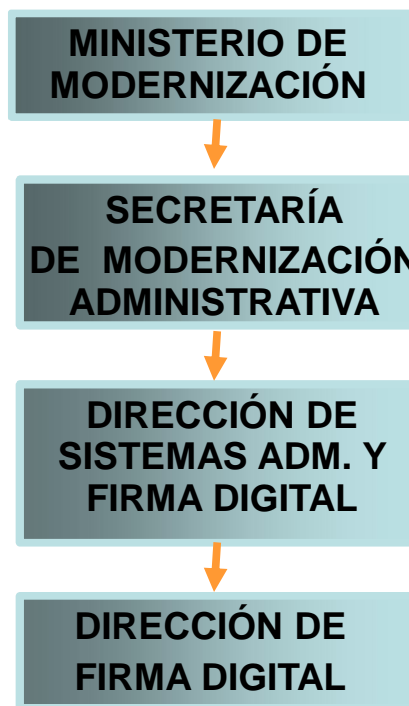 MINISTERIO DE
MODERNIZACIÓN
SECRETARÍA
DE MODERNIZACIÓN
ADMINISTRATIVA
DIRECCIÓN DE
SISTEMAS ADM. Y
FIRMA DIGITAL
DIRECCIÓN DE
FIRMA DIGITAL